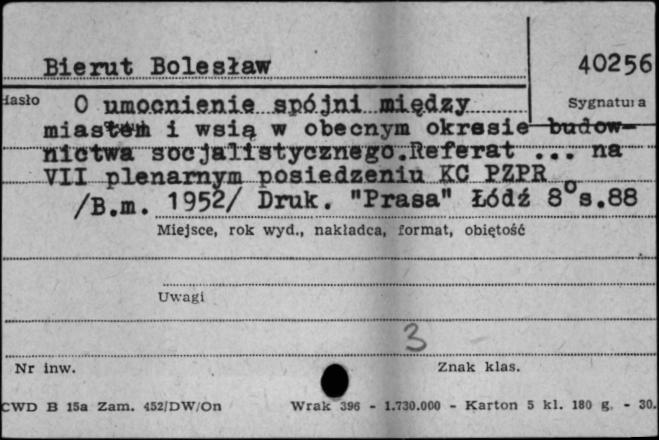 Bierut Bolesław
40256
Hasło
Sygnatura
O umocnienie spójni między
miastem i wsią w obecnym okresie budow-
nictwa socjalistycznego.Referat ... na
VII plenarnym posiedzeniu KC PZPR
/B.m. 1952/ Druk. "Prasa" Łódź 8° s.88
Miejsce, rok wyd., nakładca, format, objętość
Uwagi
3
Nr inw.
Znak klas.
CWD B 15a Zam. 452/DW/On
Wrak 396 - 1.730.000 - Karton 5 kl. 180 g. - 30.